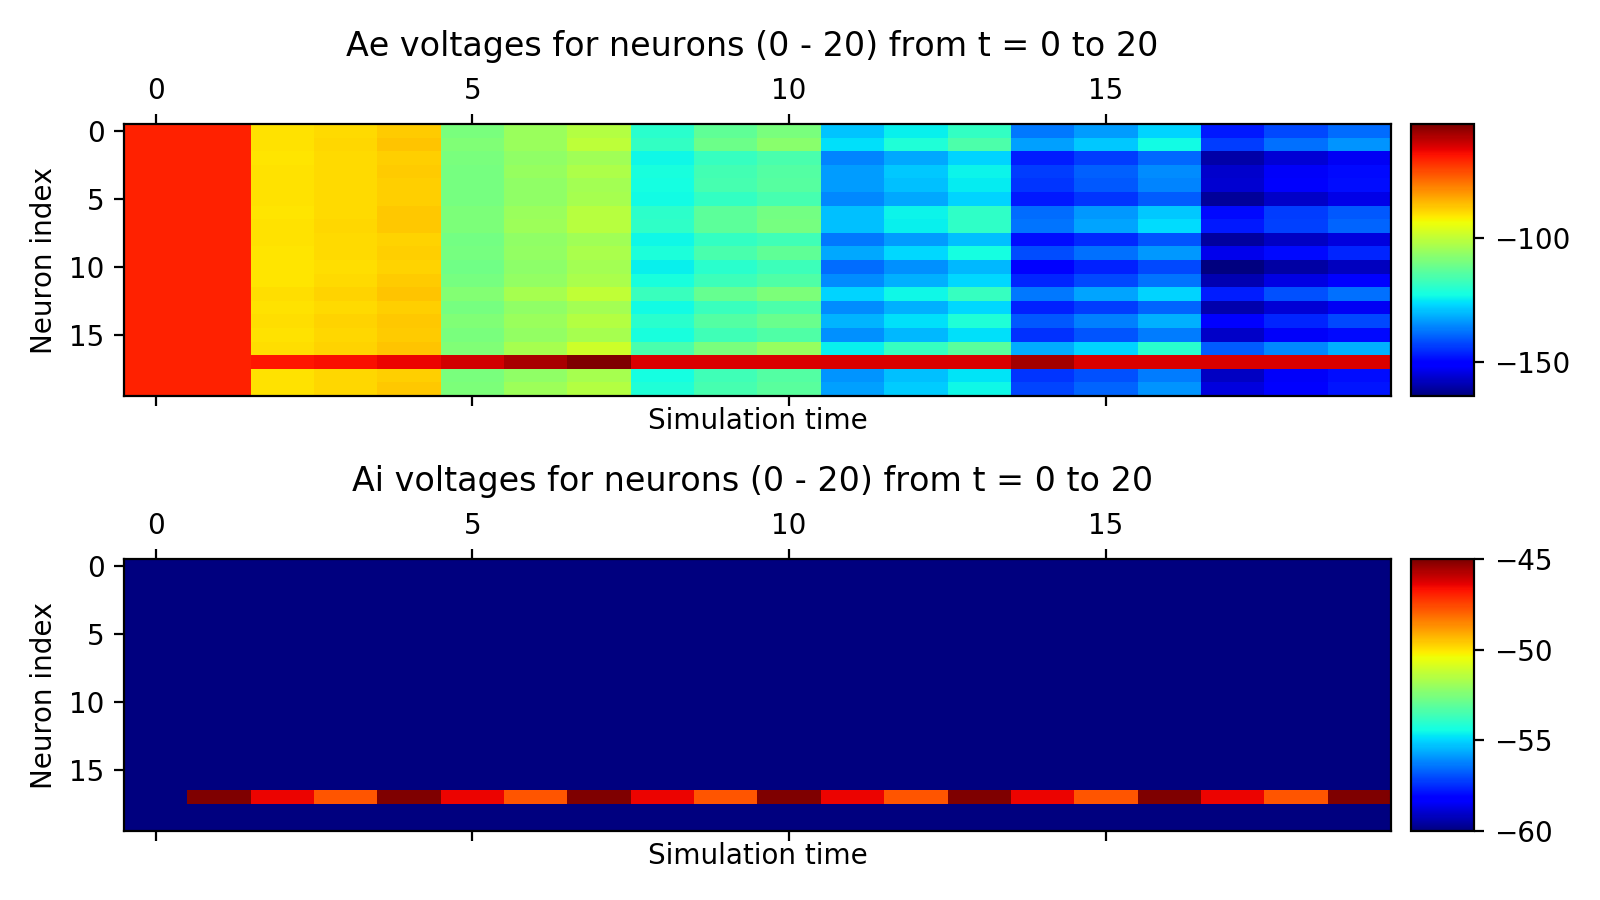 Ae voltages for neurons (0 - 20) from t = 0 to 20
0 5 10 15
Neuron index
0
5
10
15
−100
−150
Simulation time
Ai voltages for neurons (0 - 20) from t = 0 to 20
0 5 10 15
Neuron index
0
5
10
15
−45
−50
−55
−60
Simulation time